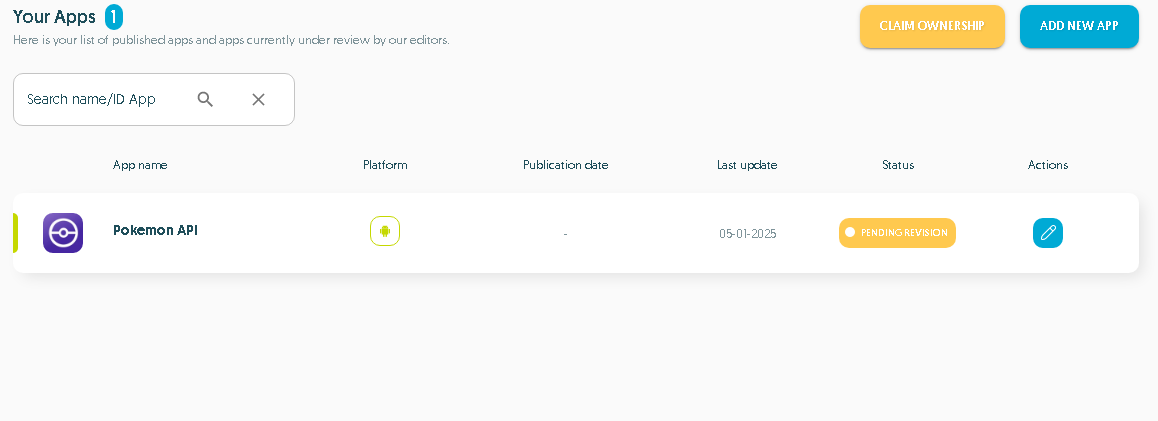 Your Apps 1
CLAIM OWNERSHIP
ADD NEW APP
Here is your list of published apps and apps currently under review by our editors.
Search name/ID App
App name Platform Publication date Last update Status Actions
Pokemon API - 05-01-2025 PENDING REVISION